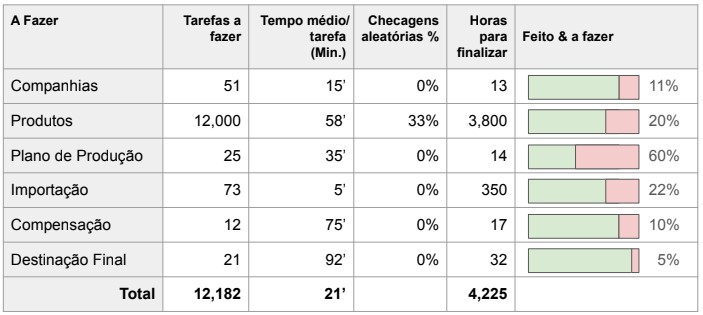 A Fazer Tarefas a fazer Tempo médio/ tarefa (Min.) Checagens aleatórias % Horas para finalizar Feito & a fazer
Companhias 51 15’ 0% 13 11%
Produtos 12,000 58’ 33% 3,800 20%
Plano de Produção 25 35’ 0% 14 60%
Importação 73 5’ 0% 350 22%
Compensação 12 75’ 0% 17 10%
Destinação Final 21 92’ 0% 32 5%
Total 12,182 21’ 4,225